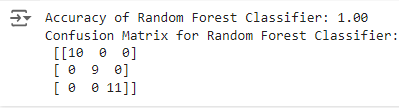 Accuracy of Random Forest Classifier: 1.00
Confusion Matrix for Random Forest Classifier:
[[10  0  0]
[ 0  9  0]
[ 0  0 11]]